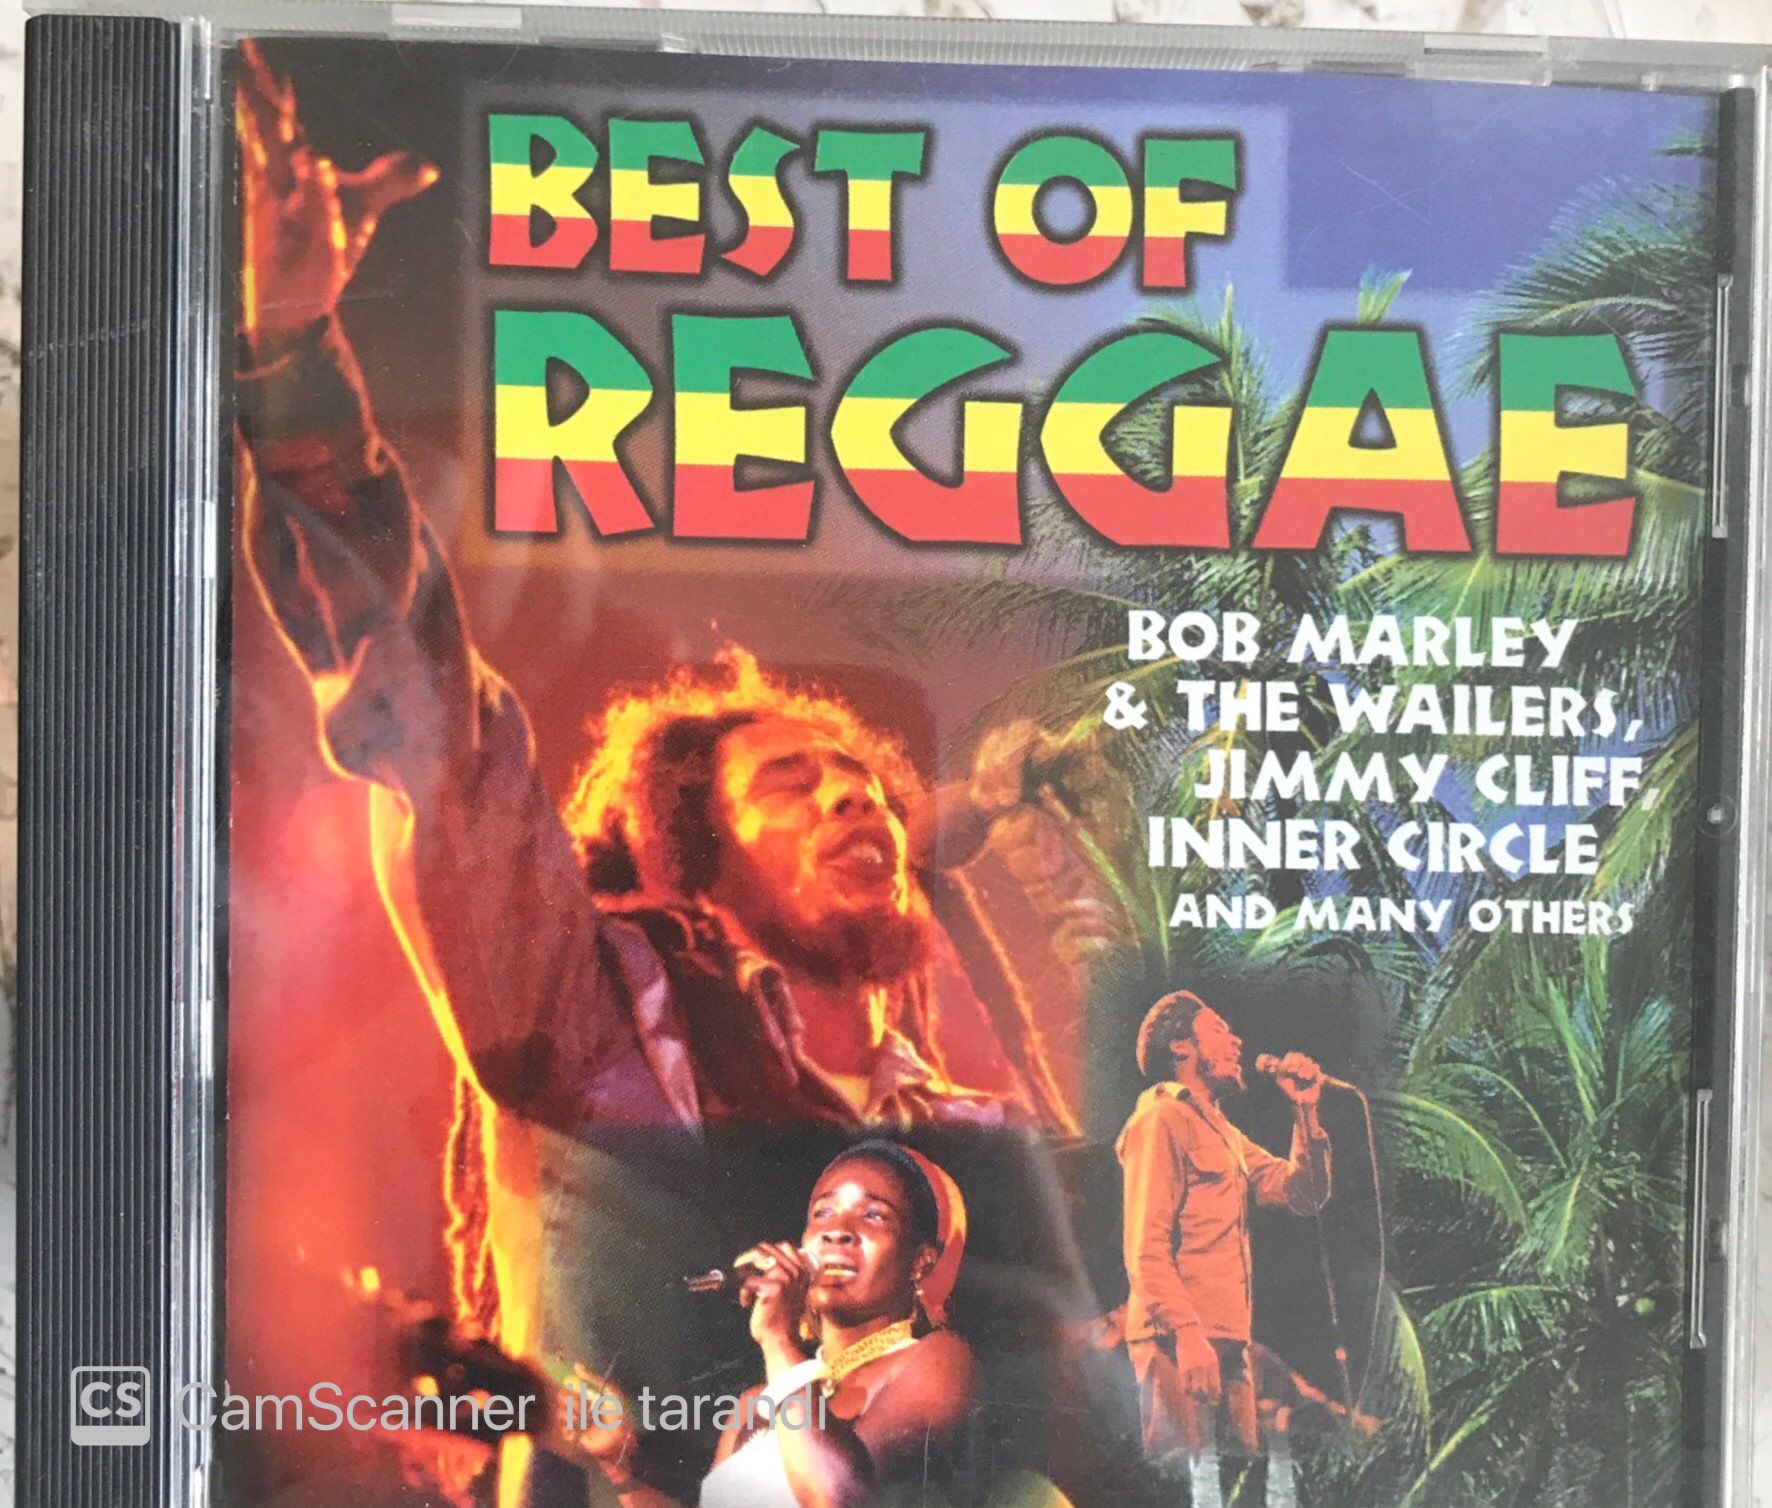 BEST OF
REGGAE
BOB MARLEY
& THE WAILERS,
JIMMY CLIFF,
INNER CIRCLE
AND MANY OTHERS
CS CamScanner ile tarandı